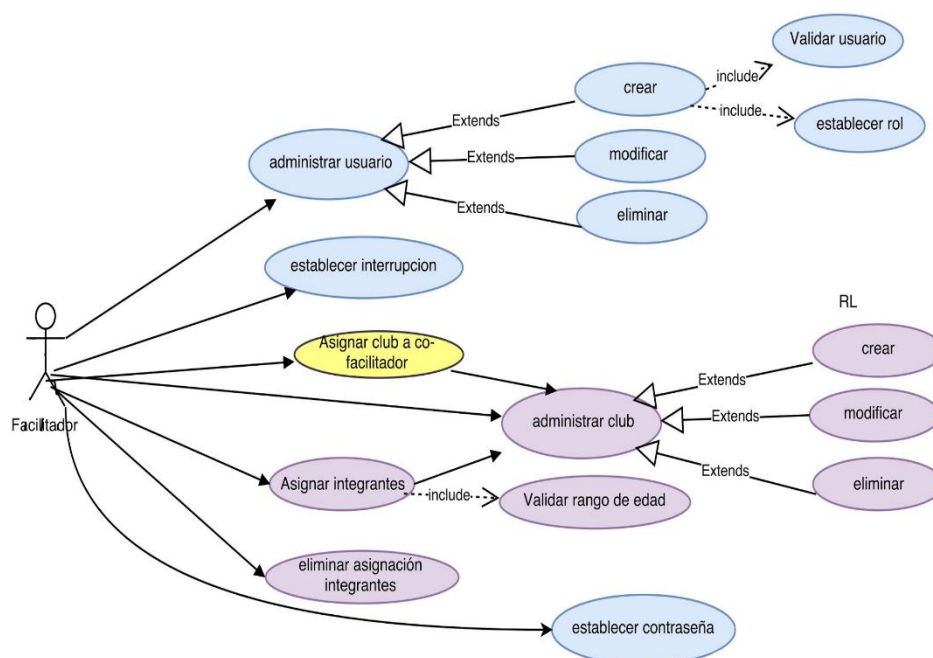 Validar usuario
include
crear
include
establecer rol
Extends
administrar usuario
Extends
modificar
Extends
eliminar
establecer interrupcion
RL
Asignar club a co-
facilitador
crear
Extends
Facilitador
administrar club
Extends
modificar
Extends
eliminar
Asignar integrantes
include
Validar rango de edad
eliminar asignación
integrantes
establecer contraseña